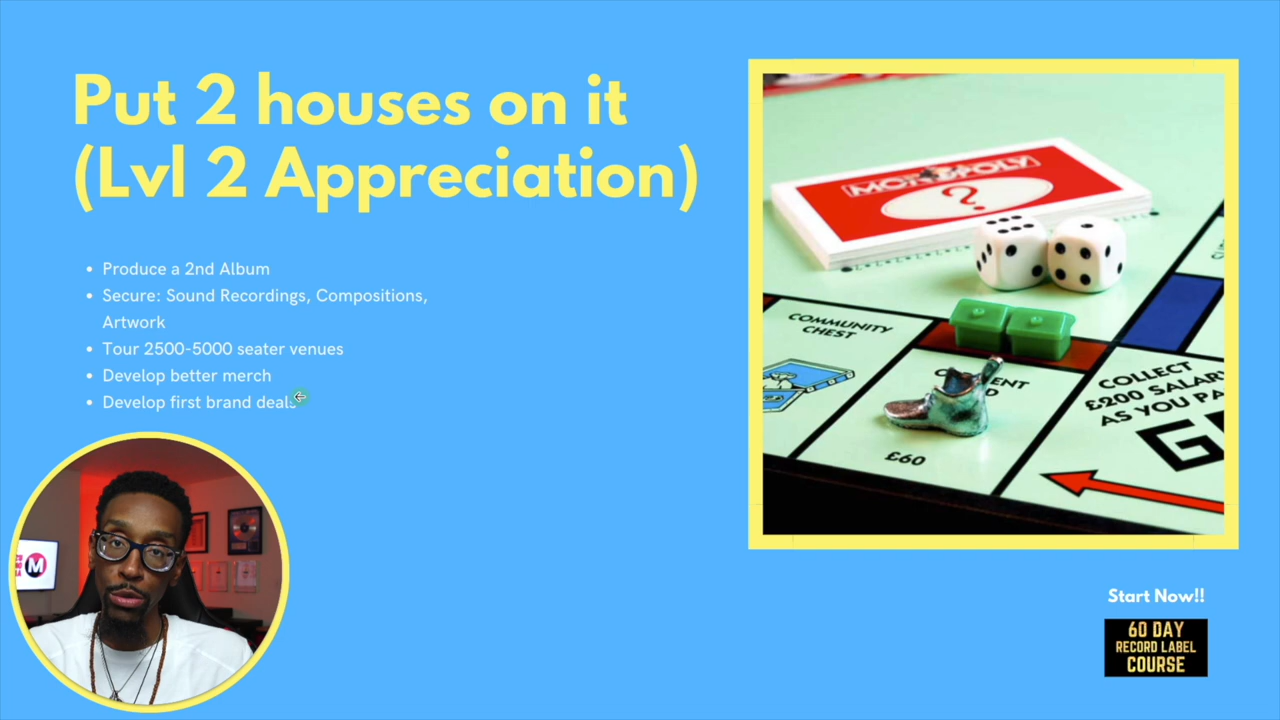 Put 2 houses on it
(Lvl 2 Appreciation)
• Produce a 2nd Album
• Secure: Sound Recordings, Compositions,
Artwork
• Tour 2500-5000 seater venues
• Develop better merch
• Develop first brand deals
MONOPOLY
?
COMMUNITY
CHEST
£60
COLLECT
£200 SALAR
AS YOU PA
G
M
Start Now!!
60 DAY
RECORD LABEL
COURSE